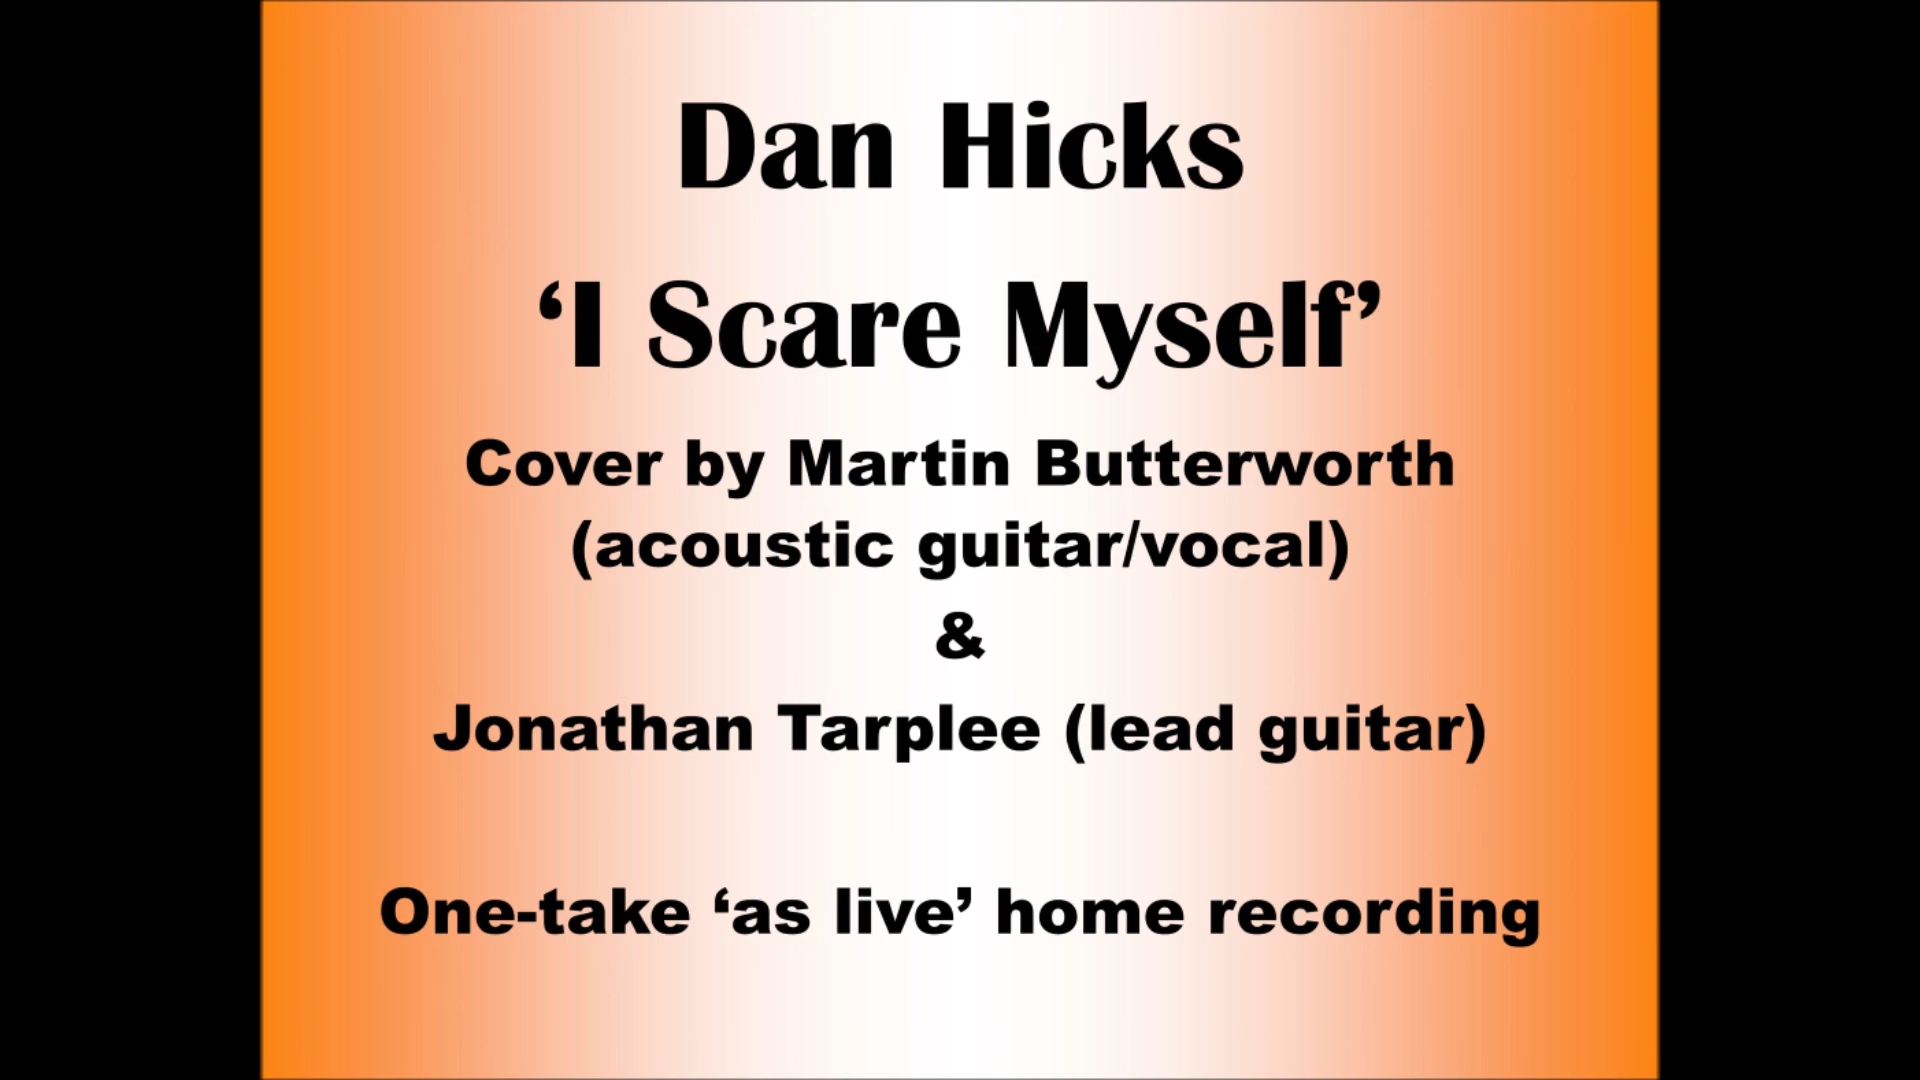 Dan Hicks
‘I Scare Myself’
Cover by Martin Butterworth
(acoustic guitar/vocal)
&
Jonathan Tarplee (lead guitar)
One-take ‘as live’ home recording